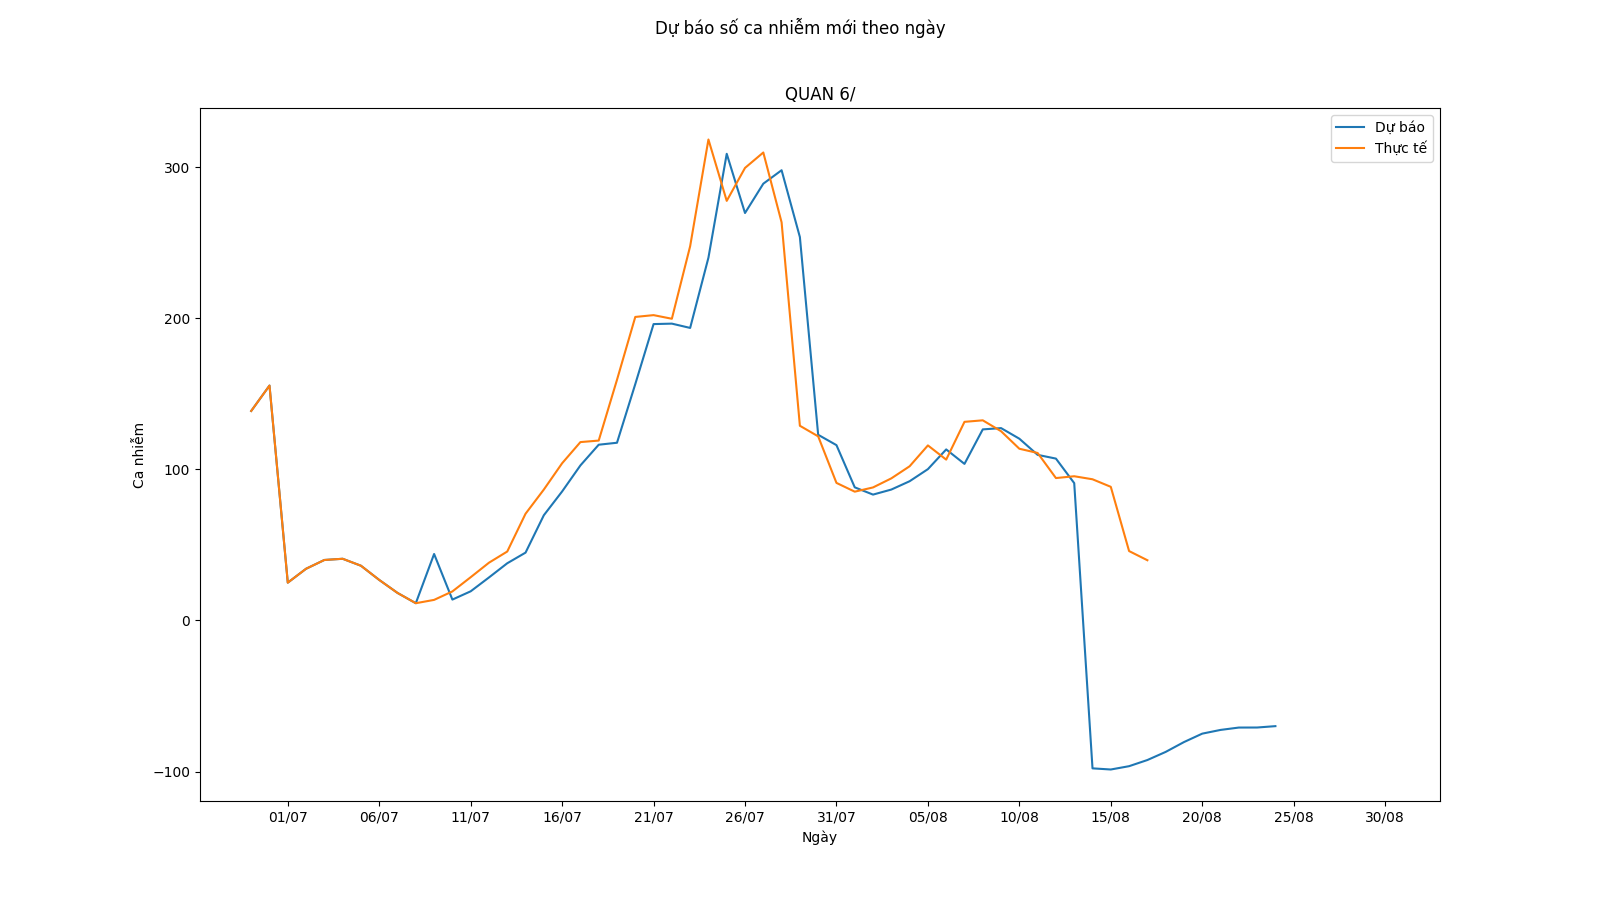 Dự báo số ca nhiễm mới theo ngày
QUAN 6/
Dự báo
Thực tế
300
200
100
0
−100
Ca nhiễm
01/07 06/07 11/07 16/07 21/07 26/07 31/07 05/08 10/08 15/08 20/08 25/08 30/08
Ngày